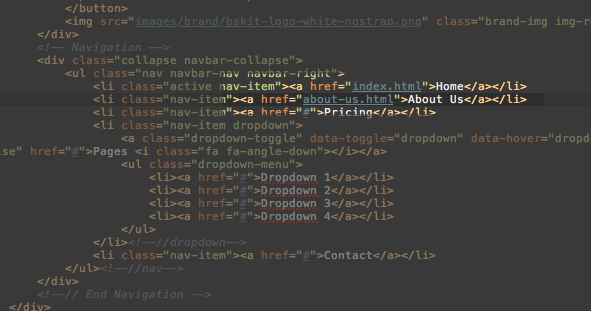 </button>
<img src="images/brand/bskit-logo-white-nostrap.png" class="brand-img img-r
</div>
<!-- Navigation -->
<div class="collapse navbar-collapse">
<ul class="nav navbar-nav navbar-right">
<li class="active nav-item"><a href="index.html">Home</a></li>
<li class="nav-item"><a href="about-us.html">About Us</a></li>
<li class="nav-item"><a href="#">Pricing</a></li>
<li class="nav-item dropdown">
<a class="dropdown-toggle" data-toggle="dropdown" data-hover="dropd
se" href="#">Pages <i class="fa fa-angle-down"></i></a>
<ul class="dropdown-menu">
<li><a href="#">Dropdown 1</a></li>
<li><a href="#">Dropdown 2</a></li>
<li><a href="#">Dropdown 3</a></li>
<li><a href="#">Dropdown 4</a></li>
</ul>
</li><!--//dropdown-->
<li class="nav-item"><a href="#">Contact</a></li>
</ul><!--//nav-->
</div>
<!--// End Navigation -->
</div>